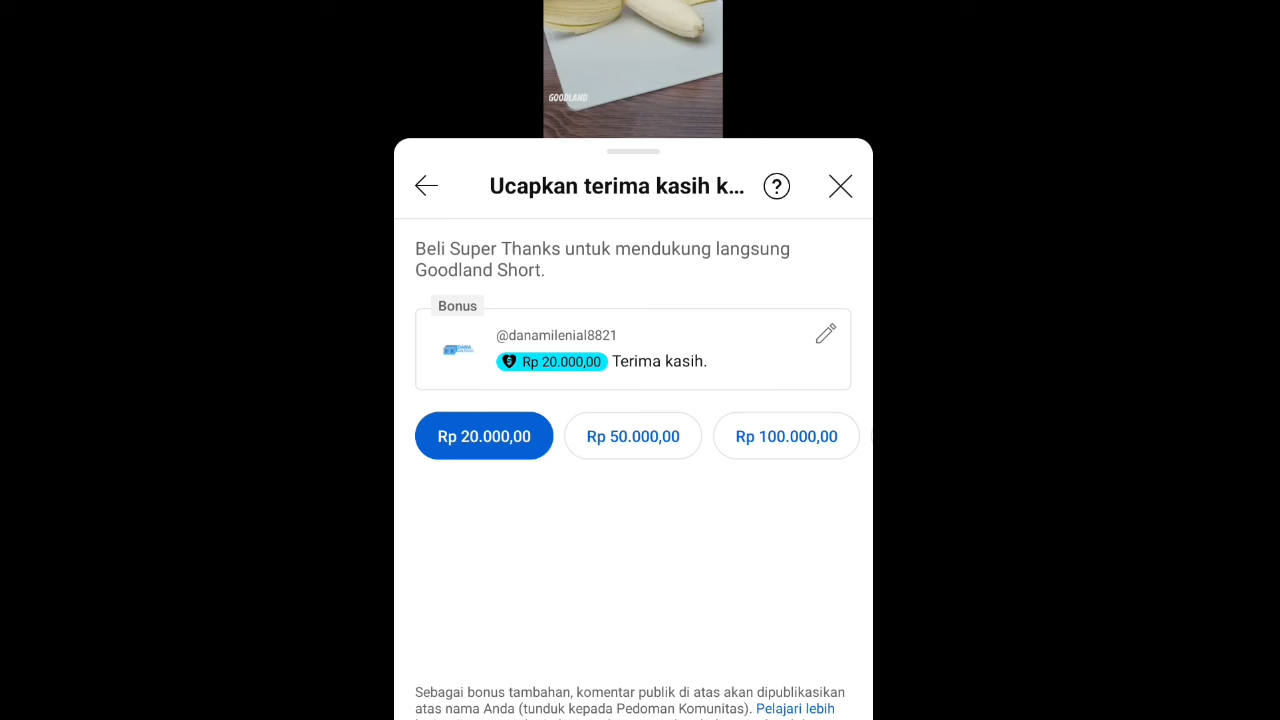 GOODLAND
Ucapkan terima kasih k...
Beli Super Thanks untuk mendukung langsung
Goodland Short.
Bonus
@danamilenial8821
Rp 20.000,00 Terima kasih.
Rp 20.000,00 Rp 50.000,00 Rp 100.000,00
Sebagai bonus tambahan, komentar publik di atas akan dipublikasikan
atas nama Anda (tunduk kepada Pedoman Komunitas). Pelajari lebih